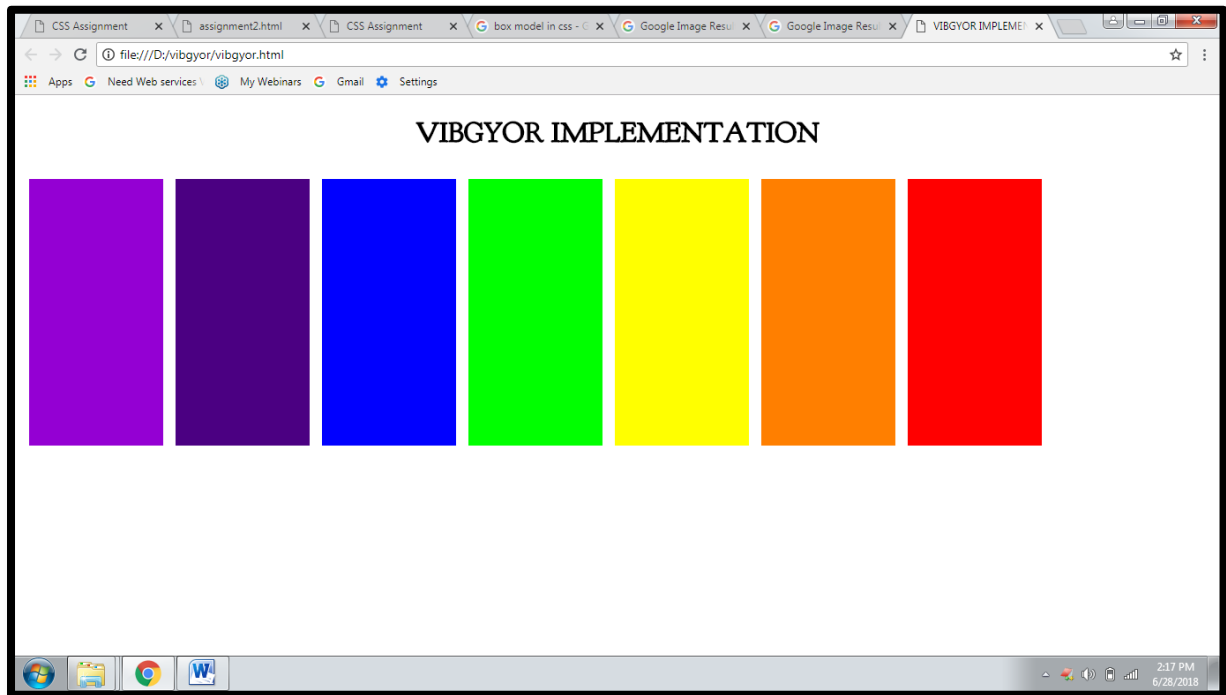 CSS Assignment assignment2.html CSS Assignment box model in css - G Google Image Resul Google Image Resul VIBGYOR IMPLEMEN
file:///D:/vibgyor/vibgyor.html
Apps Need Web services My Webinars Gmail Settings
VIBGYOR IMPLEMENTATION
2:17 PM
6/28/2018